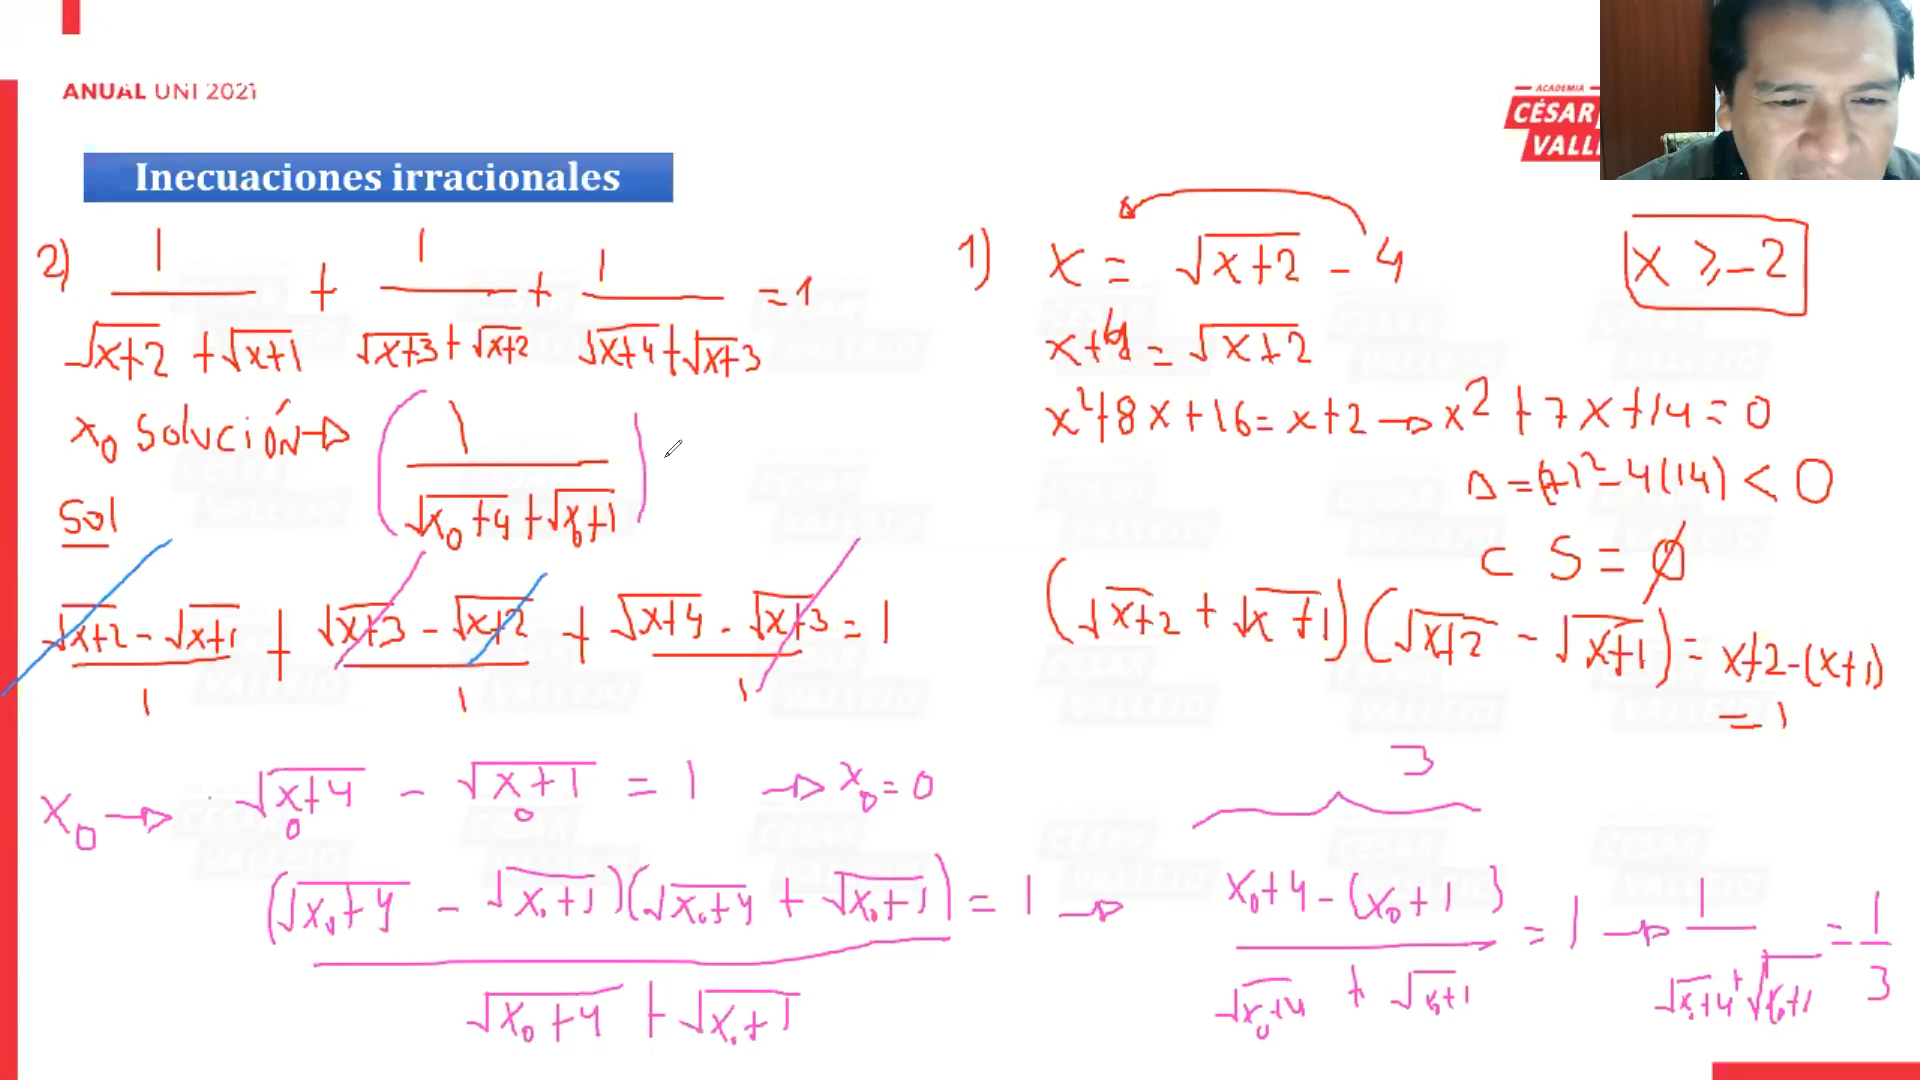 ANUAL UNI 2021
ACADEMIA
CÉSAR
VALL
Inecuaciones irracionales
2) 1/(√(x+2) + √(x+1)) + 1/(√(x+3) + √(x+2)) + 1/(√(x+4) + √(x+3)) = 1
x₀ solución → (1/(√(x₀+4) + √(x₀+1)))
Sol
(√(x+2) - √(x+1))/1 + (√(x+3) - √(x+2))/1 + (√(x+4) - √(x+3))/1 = 1
x₀ → √(x₀+4) - √(x₀+1) = 1 → x₀ = 0
(√(x₀+4) - √(x₀+1))(√(x₀+4) + √(x₀+1))/(√(x₀+4) + √(x₀+1)) = 1 →
3
(x₀+4-(x₀+1))/(√(x₀+4) + √(x₀+1)) = 1 → 1/(√(x₀+4) + √(x₀+1)) = 1/3
1) x = √(x+2) - 4
x ≥ -2
x+4 = √(x+2)
x²+8x+16 = x+2 → x²+7x+14=0
Δ = (7)² - 4(14) < 0
CS = ∅
(√(x+2) + √(x+1))(√(x+2) - √(x+1)) = x+2-(x+1)
= 1